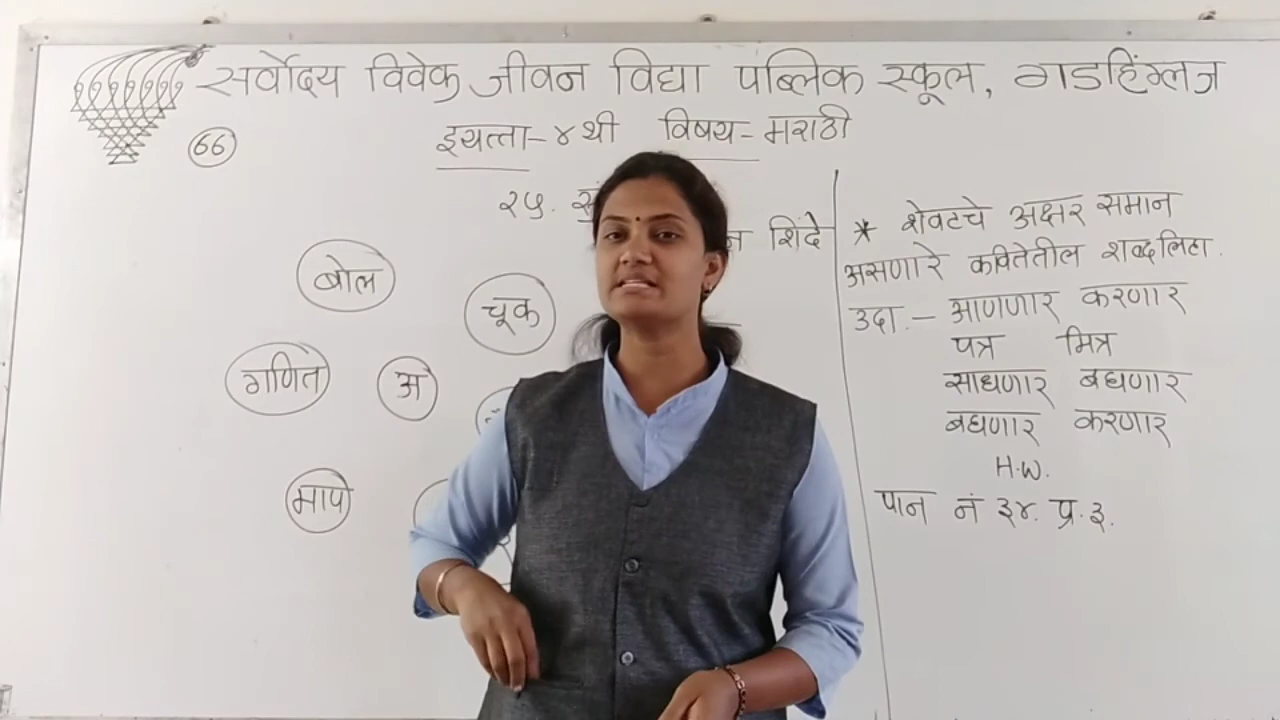 सर्वोदय विवेक जीवन विद्या पब्लिक स्कूल, गडहिंग्लज
66
इयत्ता-४थी विषय-मराठी
२५.
शिंदे
बोल
चूक
गणित
अ
मापे
* शेवटचे अक्षर समान
असणारे कवितेतील शब्द लिहा.
उदा.- आणणार करणार
पत्र मित्र
साधणार बघणार
बघणार करणार
H.W.
पान नं ३४. प्र.३.